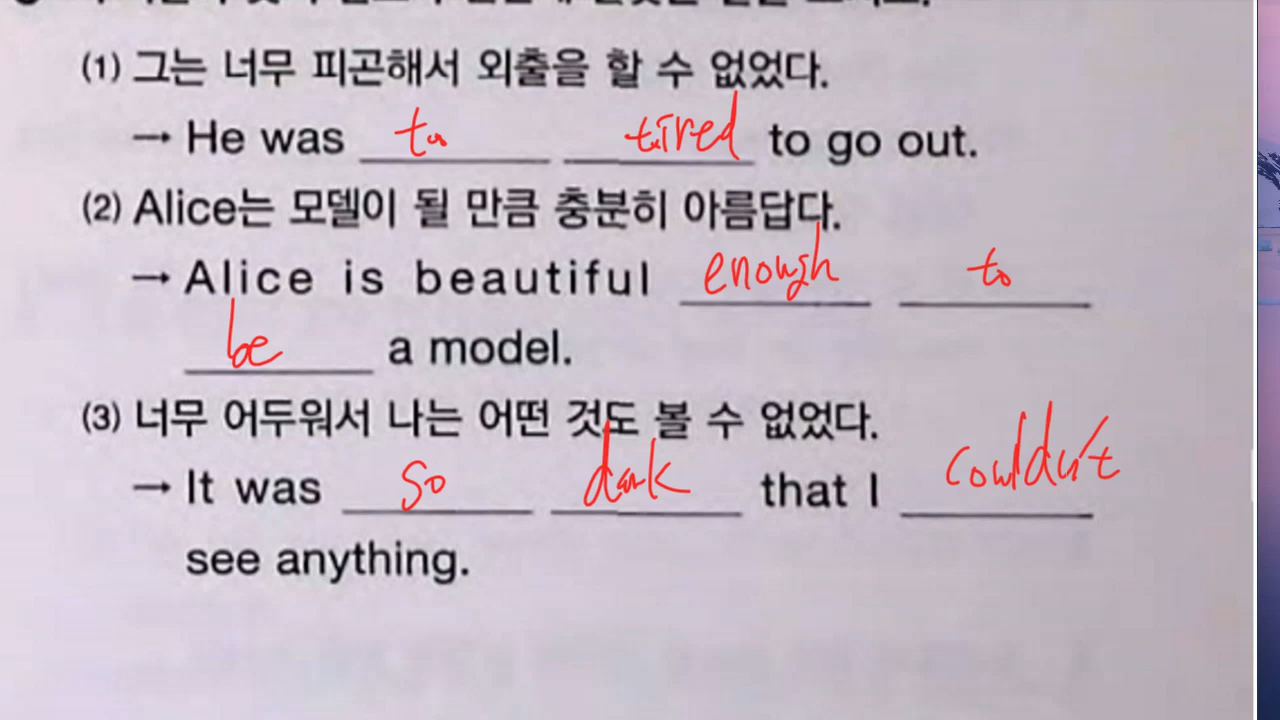 (1) 그는 너무 피곤해서 외출을 할 수 없었다.
→ He was to tired to go out.
(2) Alice는 모델이 될 만큼 충분히 아름답다.
→ Alice is beautiful enough to
be a model.
(3) 너무 어두워서 나는 어떤 것도 볼 수 없었다.
→ It was so dark that I couldn't
see anything.